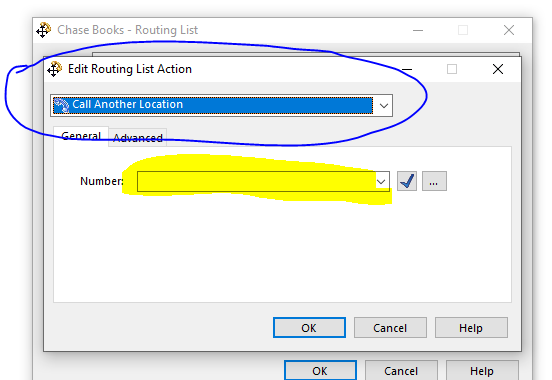 Chase Books - Routing List
Edit Routing List Action
Call Another Location
General Advanced
Number:
...
OK Cancel Help
OK Cancel Help